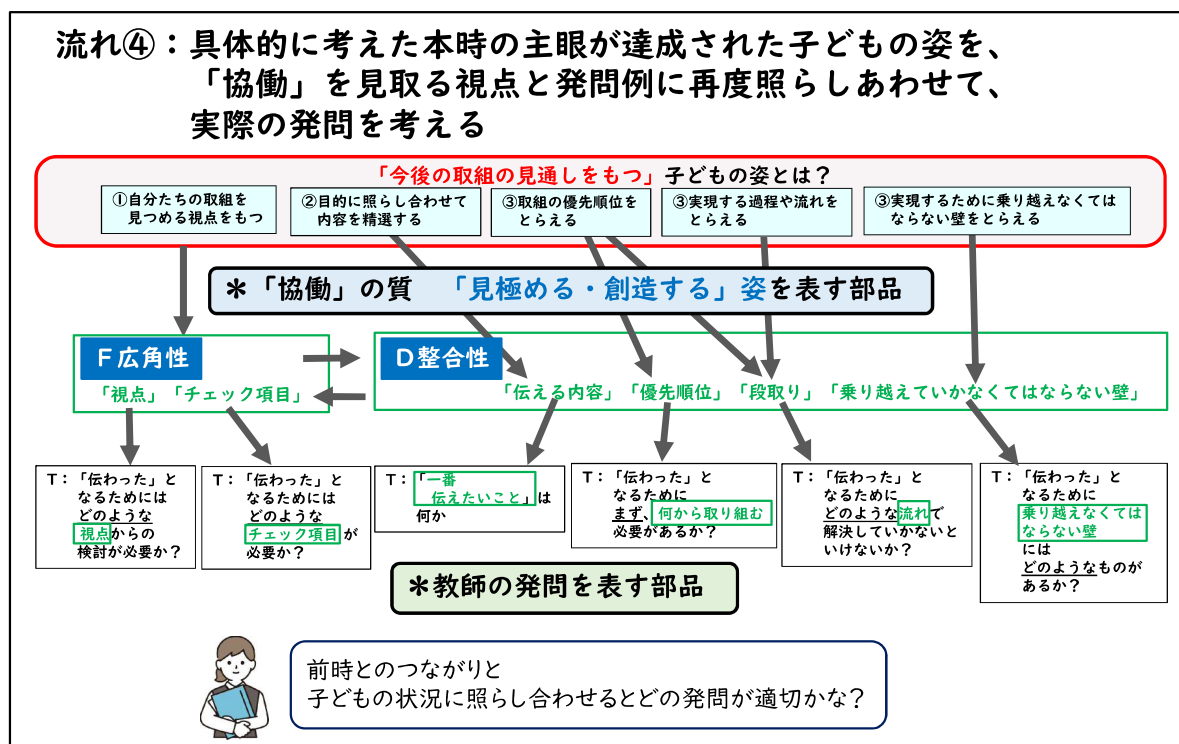 流れ④：具体的に考えた本時の主眼が達成された子どもの姿を、
「協働」を見取る視点と発問例に再度照らしあわせて、
実際の発問を考える
「今後の取組の見通しをもつ」子どもの姿とは？
①自分たちの取組を
見つめる視点をもつ
②目的に照らし合わせて
内容を精選する
③取組の優先順位を
とらえる
③実現する過程や流れを
とらえる
③実現するために乗り越えなくては
ならない壁をとらえる
＊「協働」の質　「見極める・創造する」姿を表す部品
Ｆ広角性
「視点」「チェック項目」
Ｄ整合性
「伝える内容」「優先順位」「段取り」「乗り越えていかなくてはならない壁」
Ｔ：「伝わった」と
なるためには
どのような
視点からの
検討が必要か？
Ｔ：「伝わった」と
なるためには
どのような
チェック項目が
必要か？
Ｔ：「一番
伝えたいこと」は
何か
Ｔ：「伝わった」と
なるために
まず、何から取り組む
必要があるか？
Ｔ：「伝わった」と
なるために
どのような流れで
解決していかないと
いけないか？
Ｔ：「伝わった」と
なるために
乗り越えなくては
ならない壁
には
どのようなものが
あるか？
＊教師の発問を表す部品
前時とのつながりと
子どもの状況に照らし合わせるとどの発問が適切かな？